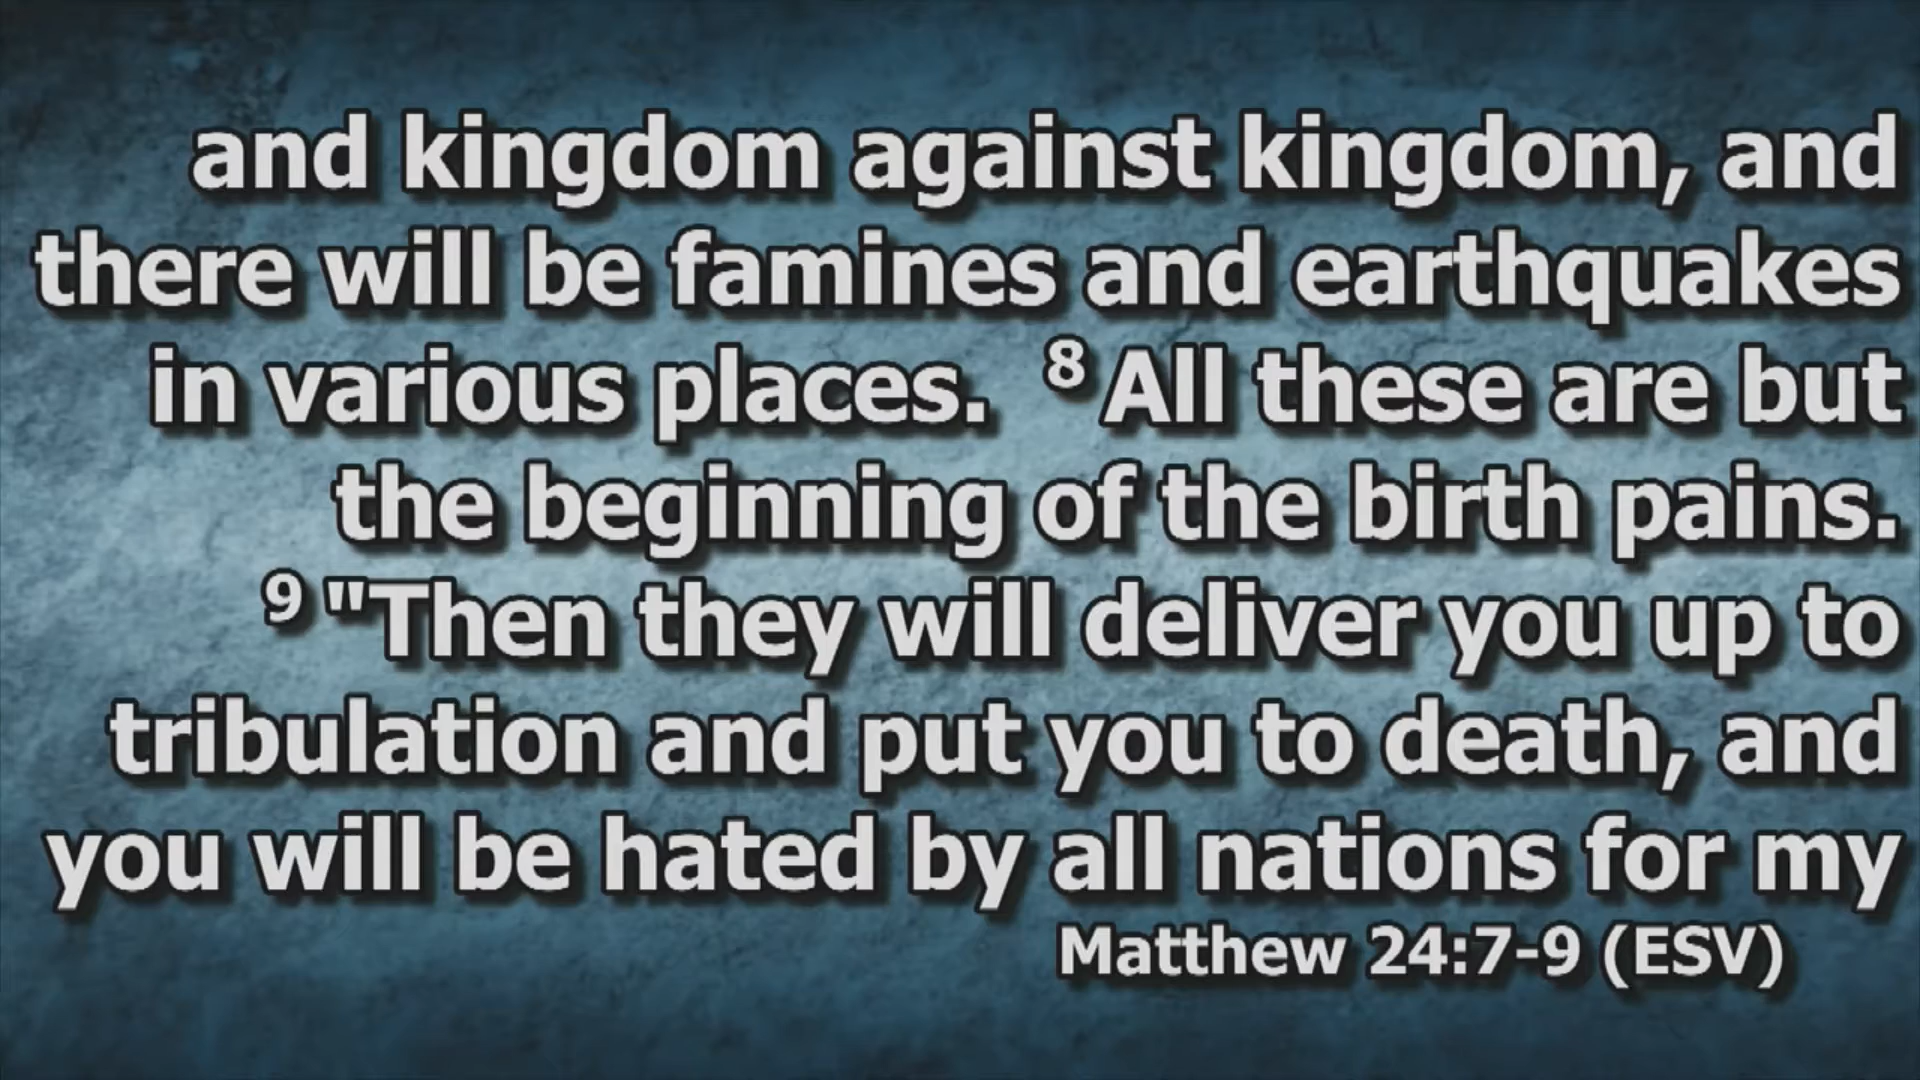 and kingdom against kingdom, and
there will be famines and earthquakes
in various places. ⁸ All these are but
the beginning of the birth pains.
⁹ "Then they will deliver you up to
tribulation and put you to death, and
you will be hated by all nations for my
Matthew 24:7-9 (ESV)